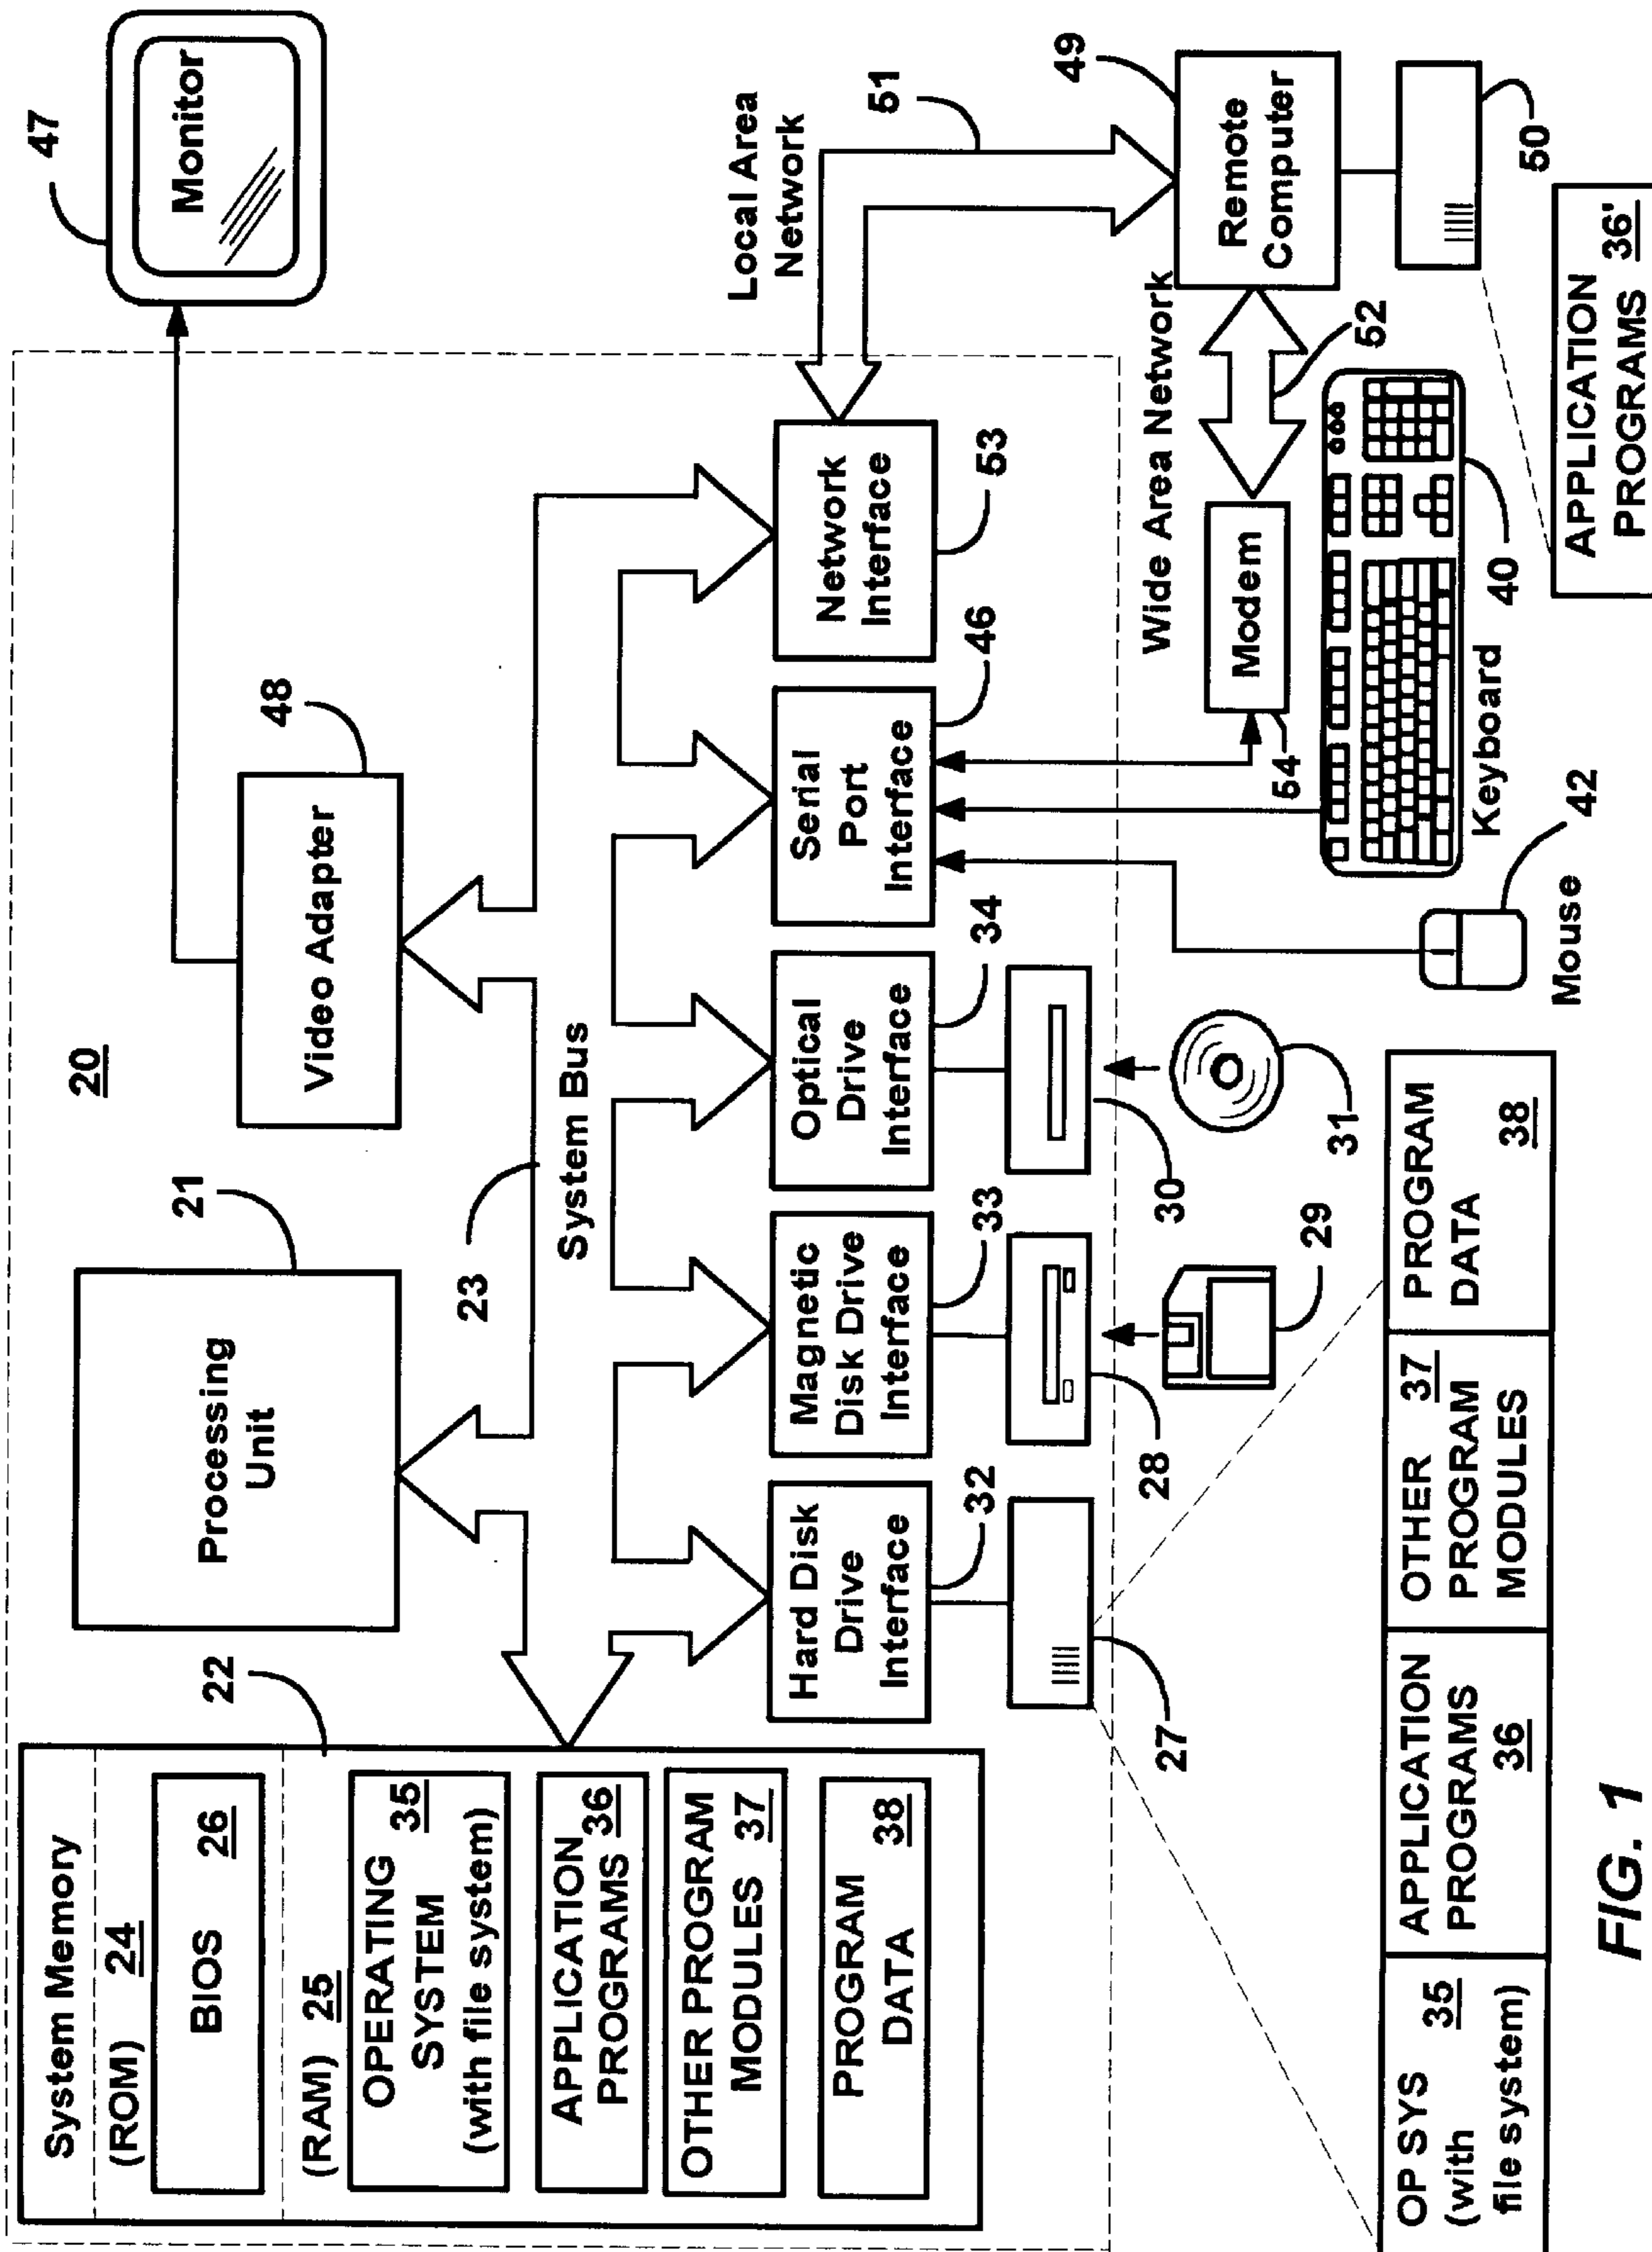 20
47
Monitor
System Memory
(ROM) 24
BIOS 26
(RAM) 25
OPERATING 35
SYSTEM
(with file system)
APPLICATION
PROGRAMS 36
OTHER PROGRAM
MODULES 37
PROGRAM 38
DATA
22
Processing
Unit
21
Video Adapter
48
23
System Bus
Hard Disk
Drive
Interface
32
Magnetic
Disk Drive
Interface
33
Optical
Drive
Interface
34
Serial
Port
Interface
46
Network
Interface
53
Local Area
Network
51
27
28
29
30
31
Wide Area Network
52
Modem
54
Remote
Computer
49
50
Keyboard
40
Mouse
42
OP SYS
(with 35
file system)
APPLICATION
PROGRAMS
36
OTHER 37
PROGRAM
MODULES
PROGRAM
DATA
38
APPLICATION
PROGRAMS 36'
FIG. 1